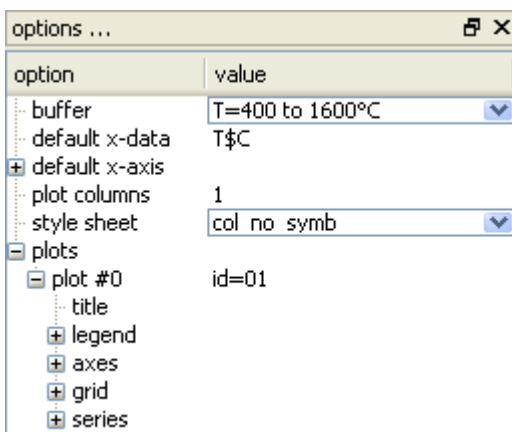 options ...
option value
buffer T=400 to 1600°C
default x-data T$C
default x-axis
plot columns 1
style sheet col no symb
plots
plot #0 id=01
title
legend
axes
grid
series